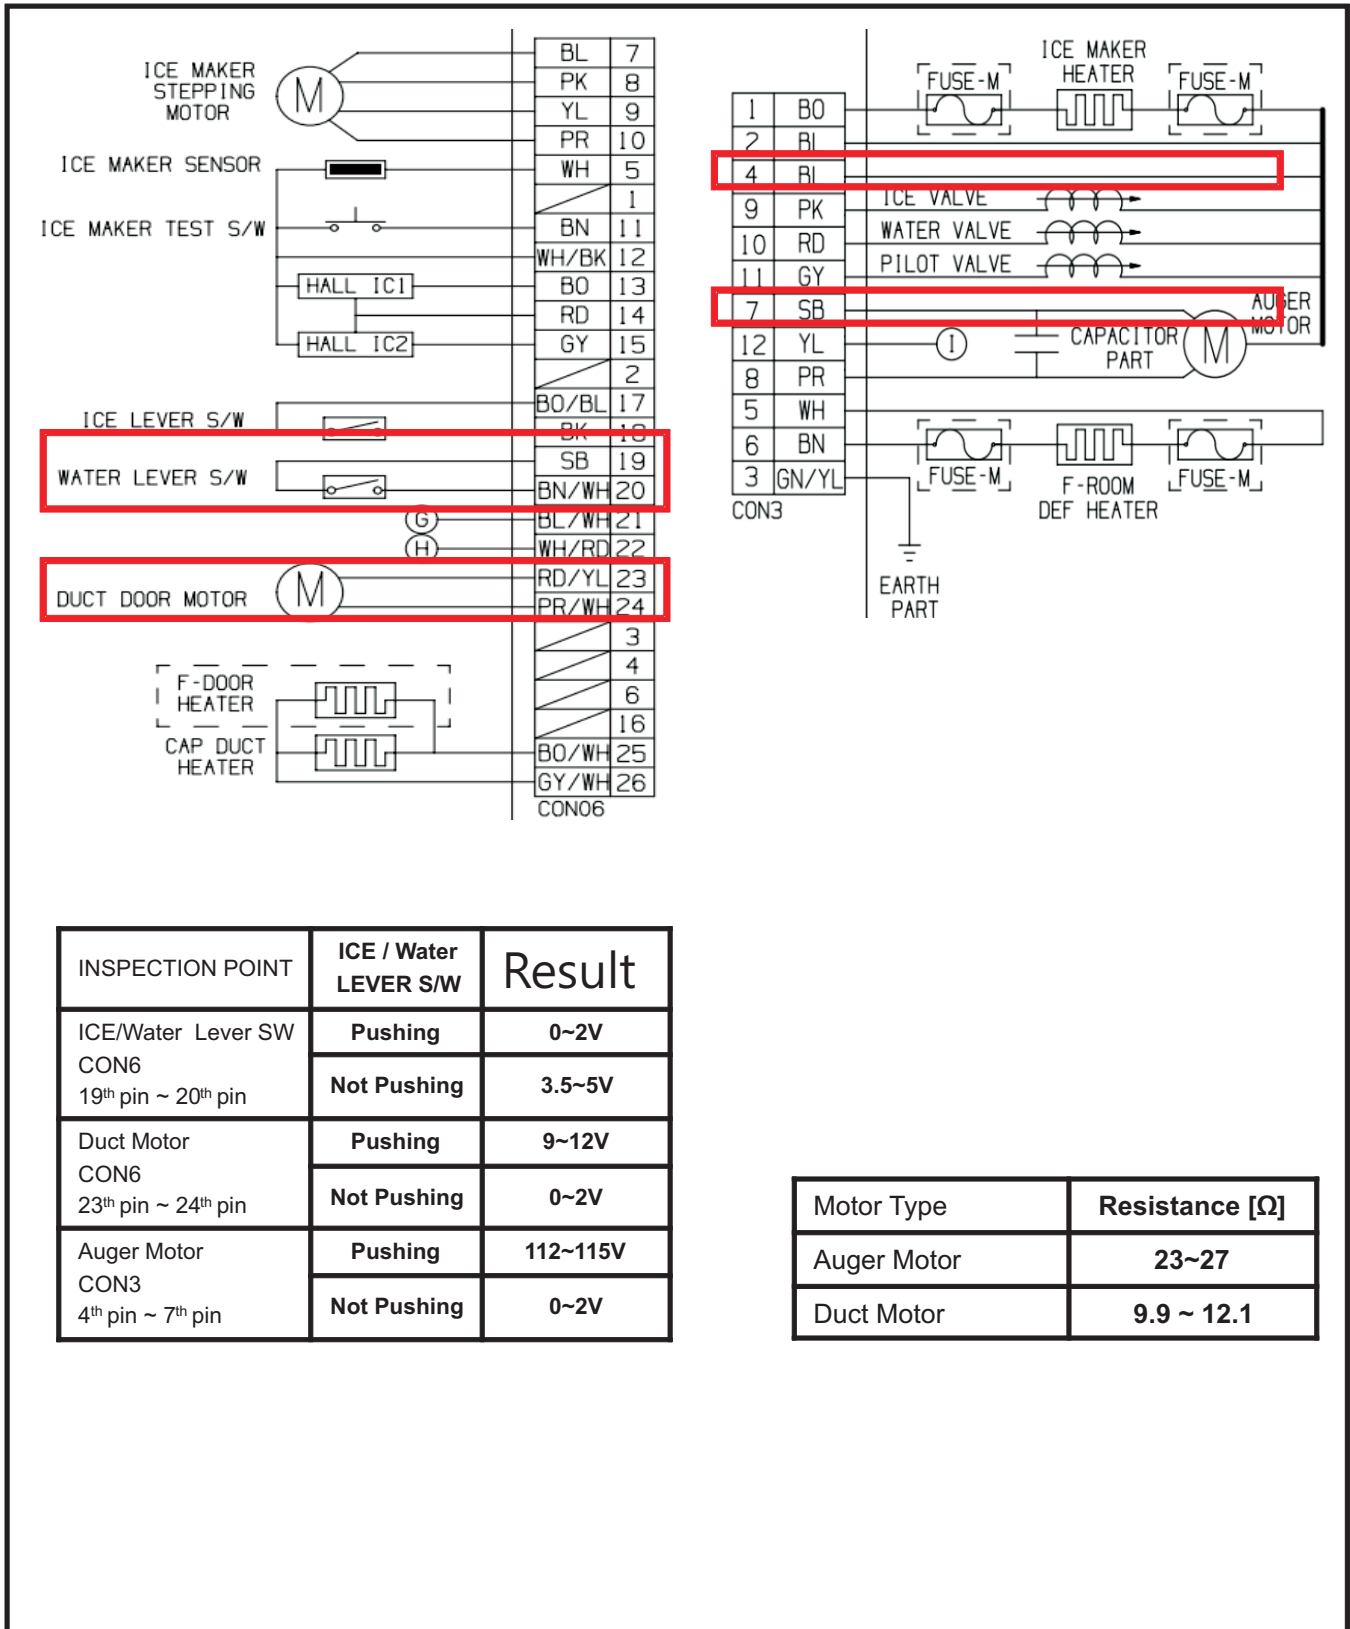 ICE MAKER
STEPPING
MOTOR
M
BL 7
PK 8
YL 9
PR 10
ICE MAKER SENSOR
WH 5
1
ICE MAKER TEST S/W
BN 11
WH/BK 12
HALL IC1
BO 13
RD 14
HALL IC2
GY 15
2
BO/BL 17
ICE LEVER S/W
BK 18
SB 19
WATER LEVER S/W
BN/WH 20
G
BL/WH 21
H
WH/RD 22
RD/YL 23
DUCT DOOR MOTOR
M
PR/WH 24
3
4
F-DOOR
HEATER
6
16
CAP DUCT
HEATER
BO/WH 25
GY/WH 26
CON06
ICE MAKER
HEATER
FUSE-M
FUSE-M
1 BO
2 BL
4 BL
ICE VALVE
9 PK
WATER VALVE
10 RD
PILOT VALVE
11 GY
7 SB
AUGER
MOTOR
12 YL
I
CAPACITOR
PART
M
8 PR
5 WH
6 BN
FUSE-M
F-ROOM
DEF HEATER
FUSE-M
3 GN/YL
CON3
EARTH
PART
INSPECTION POINT
ICE / Water
LEVER S/W
Result
ICE/Water Lever SW
CON6
19th pin ~ 20th pin
Pushing 0~2V
Not Pushing 3.5~5V
Duct Motor
CON6
23th pin ~ 24th pin
Pushing 9~12V
Not Pushing 0~2V
Auger Motor
CON3
4th pin ~ 7th pin
Pushing 112~115V
Not Pushing 0~2V
Motor Type Resistance [Ω]
Auger Motor 23~27
Duct Motor 9.9 ~ 12.1